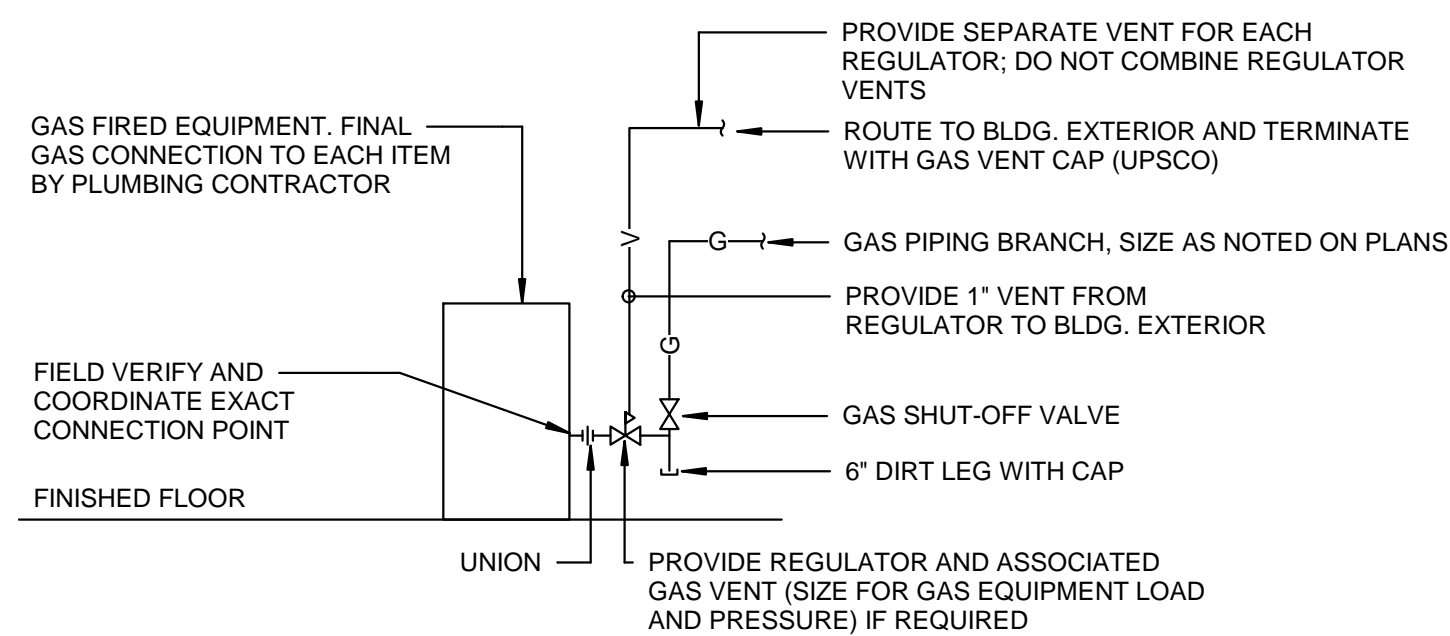 PROVIDE SEPARATE VENT FOR EACH
REGULATOR; DO NOT COMBINE REGULATOR
VENTS
GAS FIRED EQUIPMENT. FINAL
GAS CONNECTION TO EACH ITEM
BY PLUMBING CONTRACTOR
ROUTE TO BLDG. EXTERIOR AND TERMINATE
WITH GAS VENT CAP (UPSCO)
V
G
GAS PIPING BRANCH, SIZE AS NOTED ON PLANS
PROVIDE 1" VENT FROM
REGULATOR TO BLDG. EXTERIOR
G
FIELD VERIFY AND
COORDINATE EXACT
CONNECTION POINT
GAS SHUT-OFF VALVE
6" DIRT LEG WITH CAP
FINISHED FLOOR
UNION
PROVIDE REGULATOR AND ASSOCIATED
GAS VENT (SIZE FOR GAS EQUIPMENT LOAD
AND PRESSURE) IF REQUIRED